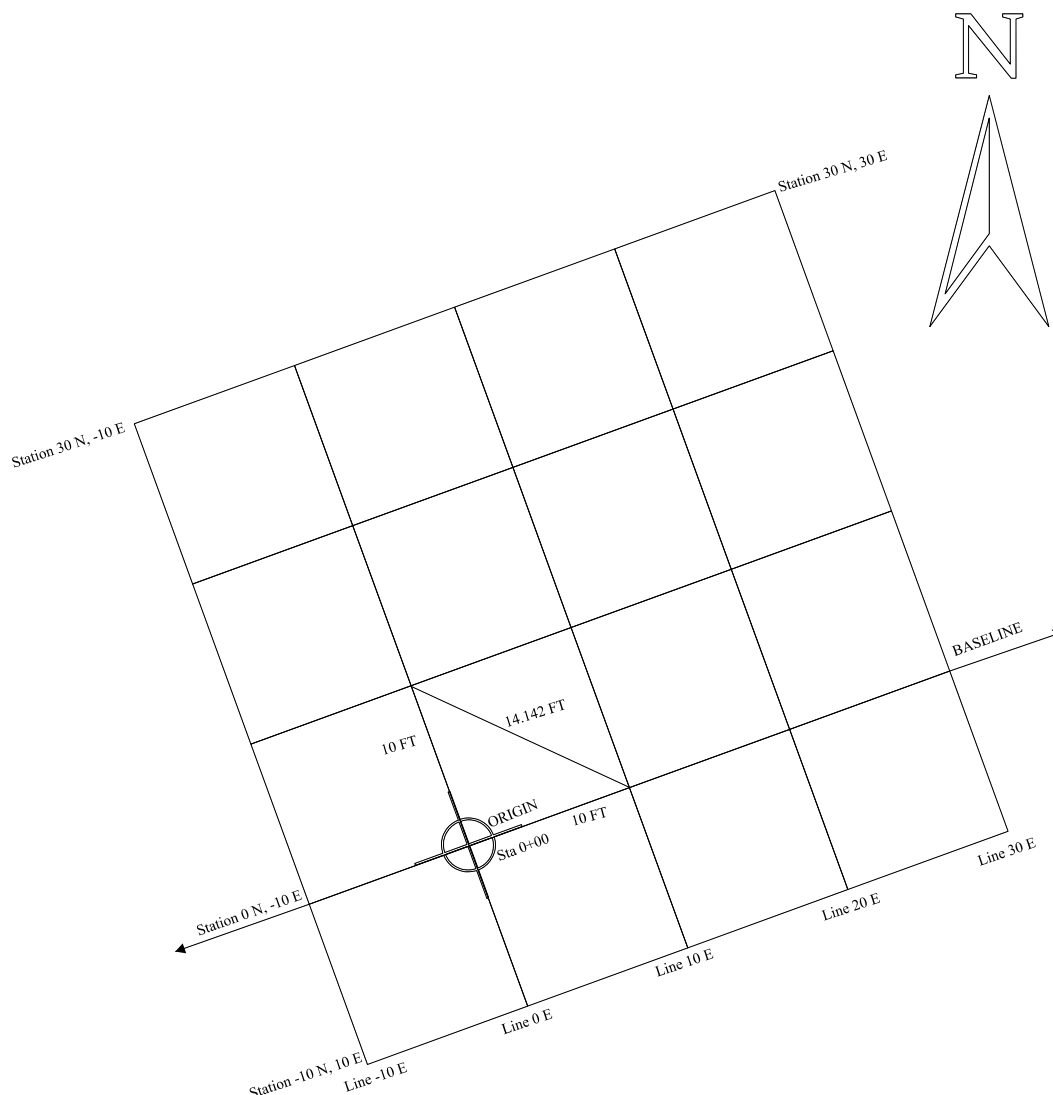 N
Station 30 N, 30 E
Station 30 N, -10 E
BASELINE
14.142 FT
10 FT
ORIGIN
10 FT
Sta 0+00
Line 30 E
Station 0 N, -10 E
Line 20 E
Line 10 E
Line 0 E
Station -10 N, 10 E
Line -10 E